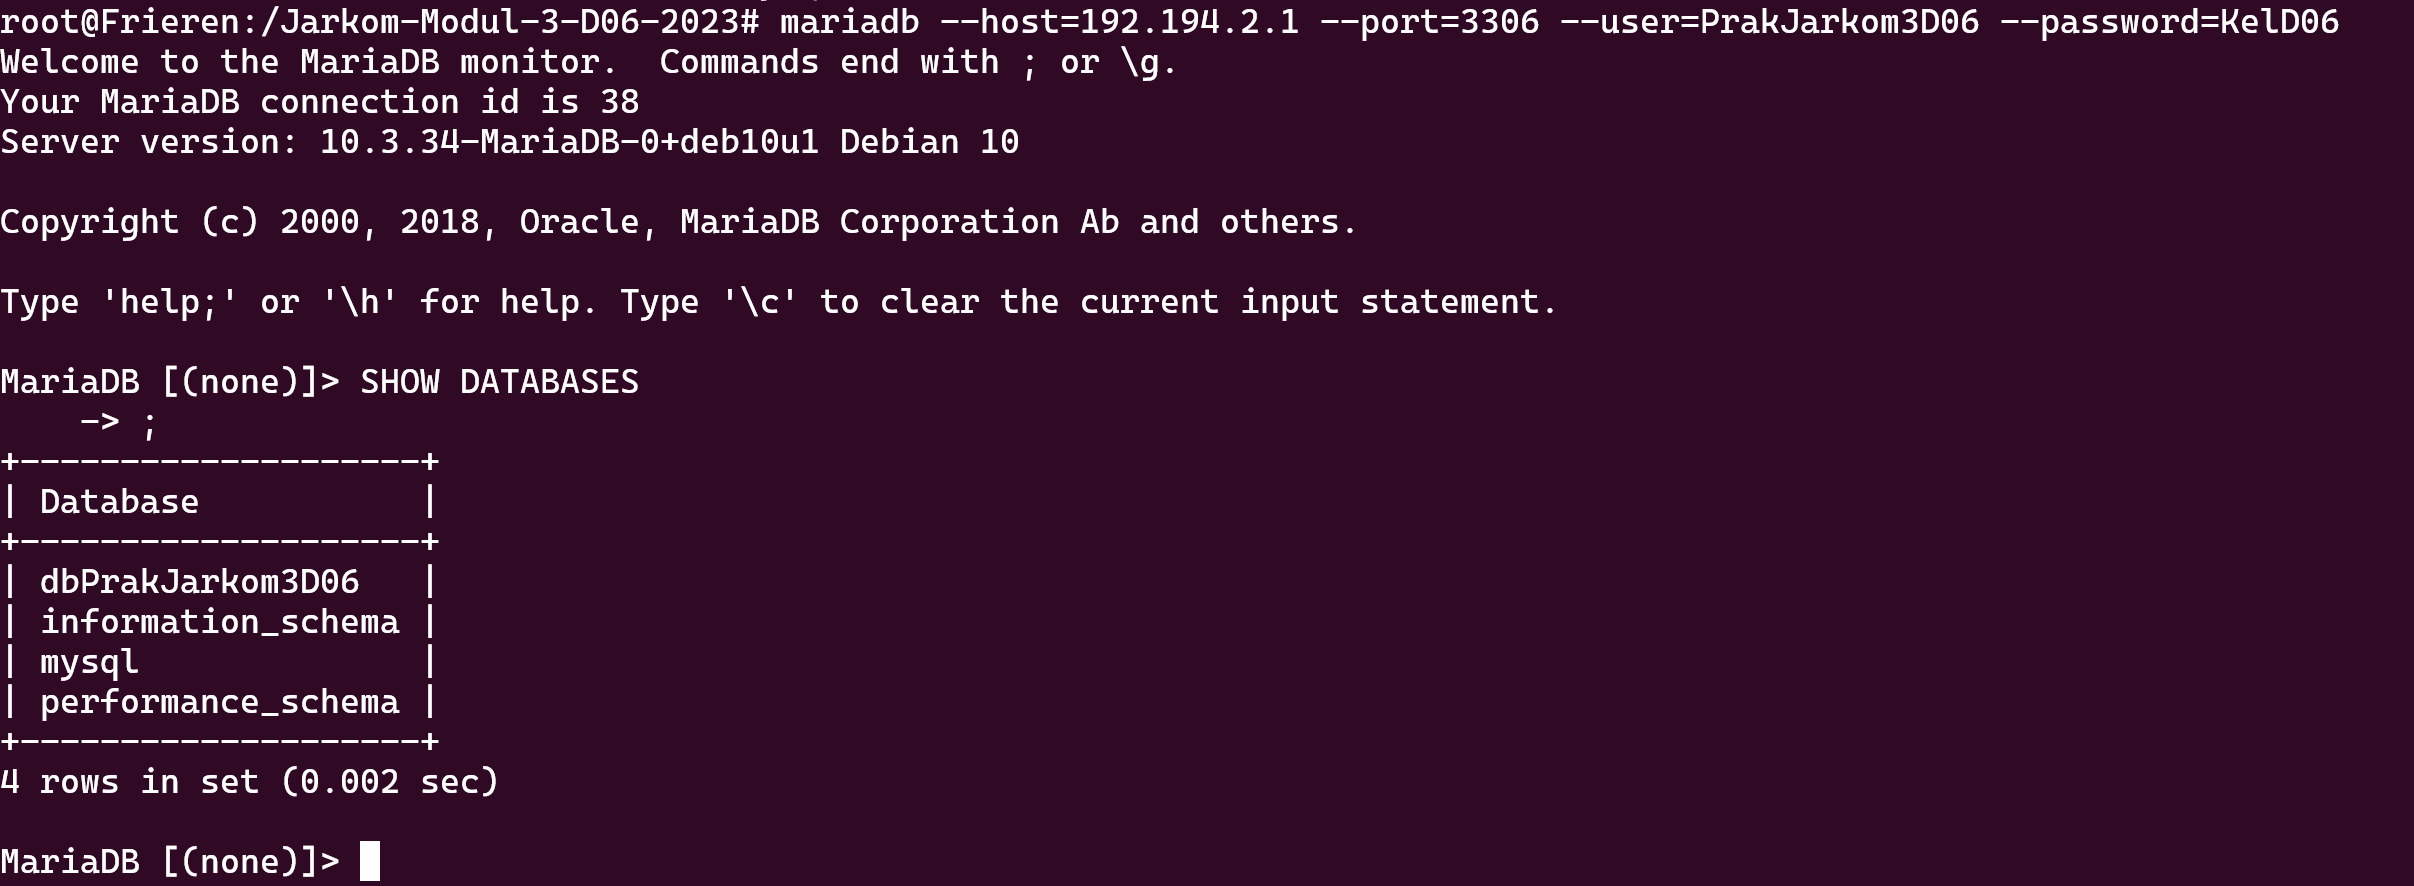 root@Frieren:/Jarkom-Modul-3-D06-2023# mariadb --host=192.194.2.1 --port=3306 --user=PrakJarkom3D06 --password=KelD06
Welcome to the MariaDB monitor.  Commands end with ; or \g.
Your MariaDB connection id is 38
Server version: 10.3.34-MariaDB-0+deb10u1 Debian 10

Copyright (c) 2000, 2018, Oracle, MariaDB Corporation Ab and others.

Type 'help;' or '\h' for help. Type '\c' to clear the current input statement.

MariaDB [(none)]> SHOW DATABASES
    -> ;
+--------------------+
| Database           |
+--------------------+
| dbPrakJarkom3D06   |
| information_schema |
| mysql              |
| performance_schema |
+--------------------+
4 rows in set (0.002 sec)

MariaDB [(none)]>